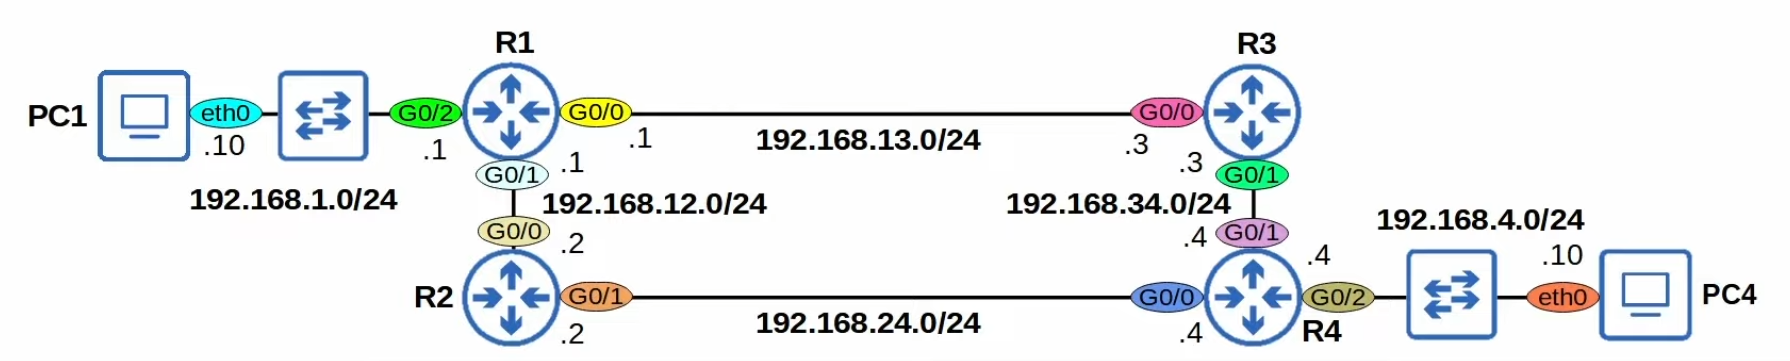 R1
R3
PC1
eth0
G0/2
G0/0
G0/0
.10
.1
.1
192.168.13.0/24
.3
.1
.3
G0/1
G0/1
192.168.1.0/24
192.168.12.0/24
192.168.34.0/24
192.168.4.0/24
G0/0
.2
.4
G0/1
.4
.10
R2
G0/1
G0/0
G0/2
eth0
PC4
192.168.24.0/24
.2
.4
R4